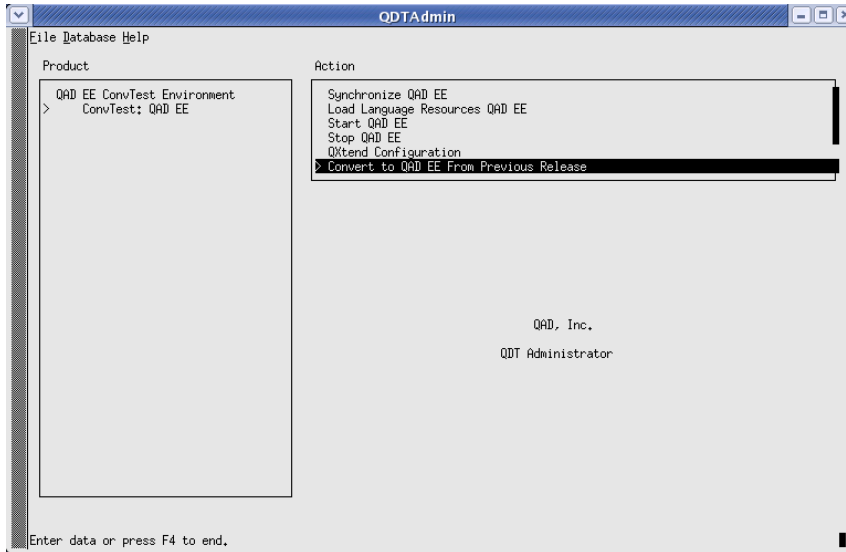 QDTAdmin
File Database Help
Product
QAD EE ConvTest Environment
> ConvTest: QAD EE
Action
Synchronize QAD EE
Load Language Resources QAD EE
Start QAD EE
Stop QAD EE
QXtend Configuration
> Convert to QAD EE From Previous Release
QAD, Inc.
QDT Administrator
Enter data or press F4 to end.